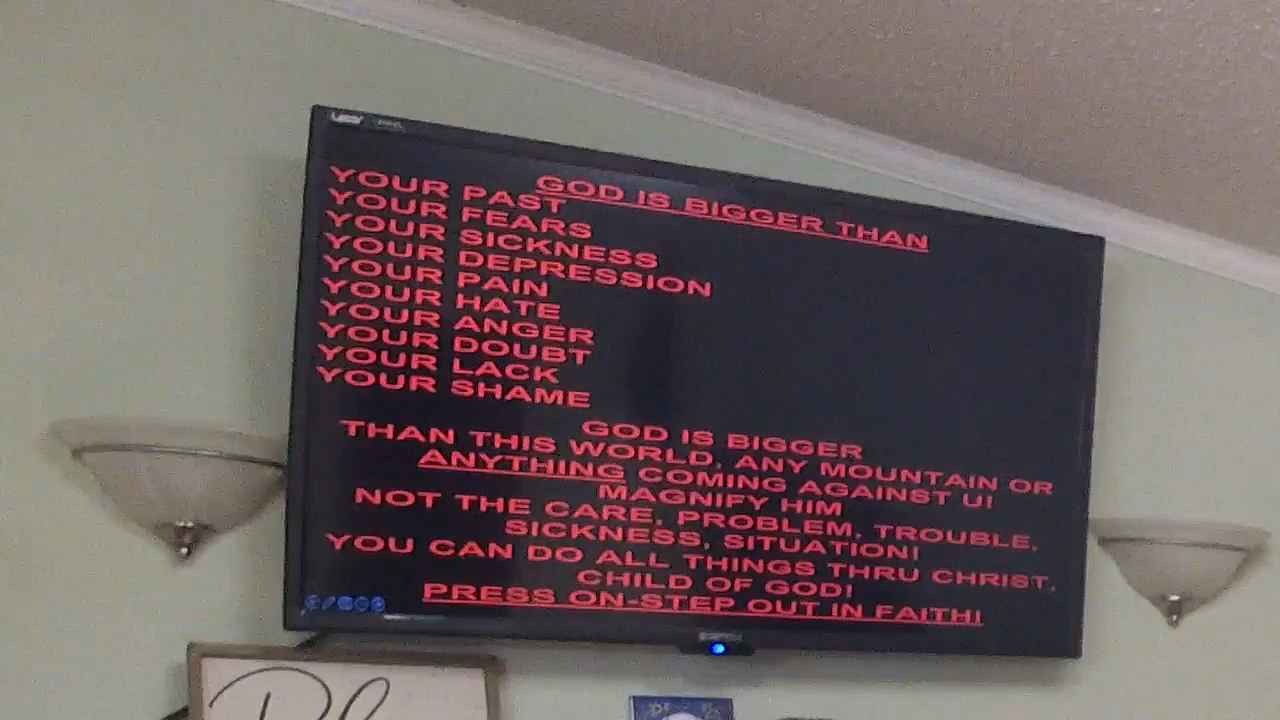 GOD IS BIGGER THAN
YOUR PAST
YOUR FEARS
YOUR SICKNESS
YOUR DEPRESSION
YOUR PAIN
YOUR HATE
YOUR ANGER
YOUR DOUBT
YOUR LACK
YOUR SHAME
GOD IS BIGGER
THAN THIS WORLD, ANY MOUNTAIN OR
ANYTHING COMING AGAINST U!
MAGNIFY HIM
NOT THE CARE, PROBLEM, TROUBLE,
SICKNESS, SITUATION!
YOU CAN DO ALL THINGS THRU CHRIST,
CHILD OF GOD!
PRESS ON-STEP OUT IN FAITH!